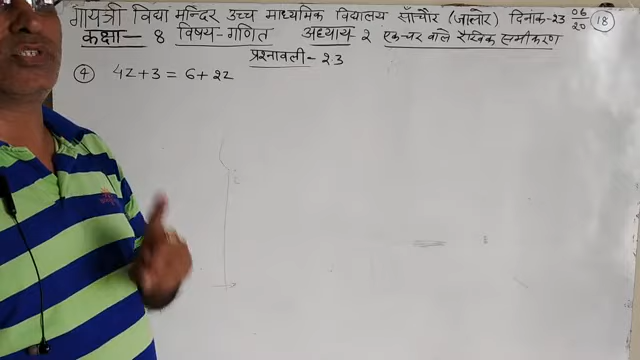 गायत्री विद्या मन्दिर उच्च माध्यमिक विद्यालय साँचौर (जालोर) दिनांक-23 06/20 18
कक्षा- 8 विषय-गणित अध्याय 2 एक-चर वाले रैखिक समीकरण
प्रश्नावली-2.3
4 4z+3 = 6+2z